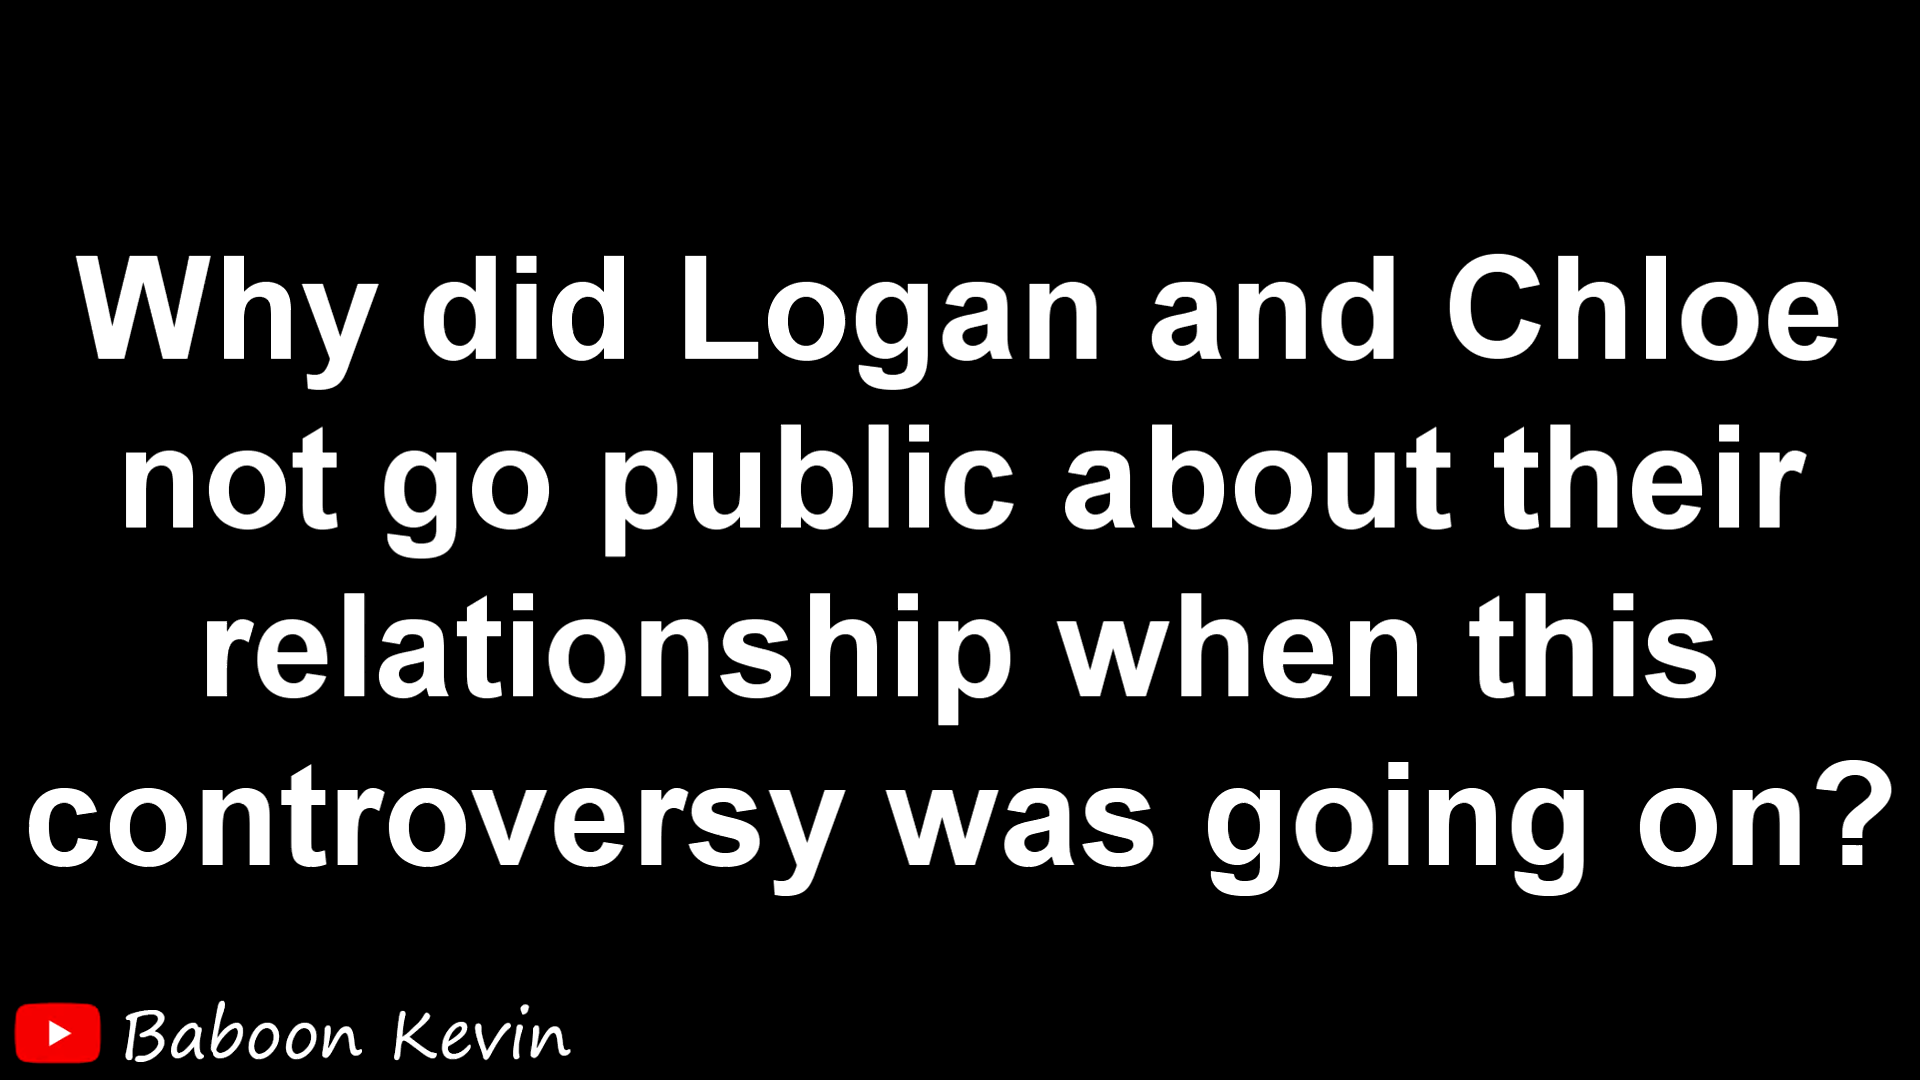 Why did Logan and Chloe
not go public about their
relationship when this
controversy was going on?
Baboon Kevin